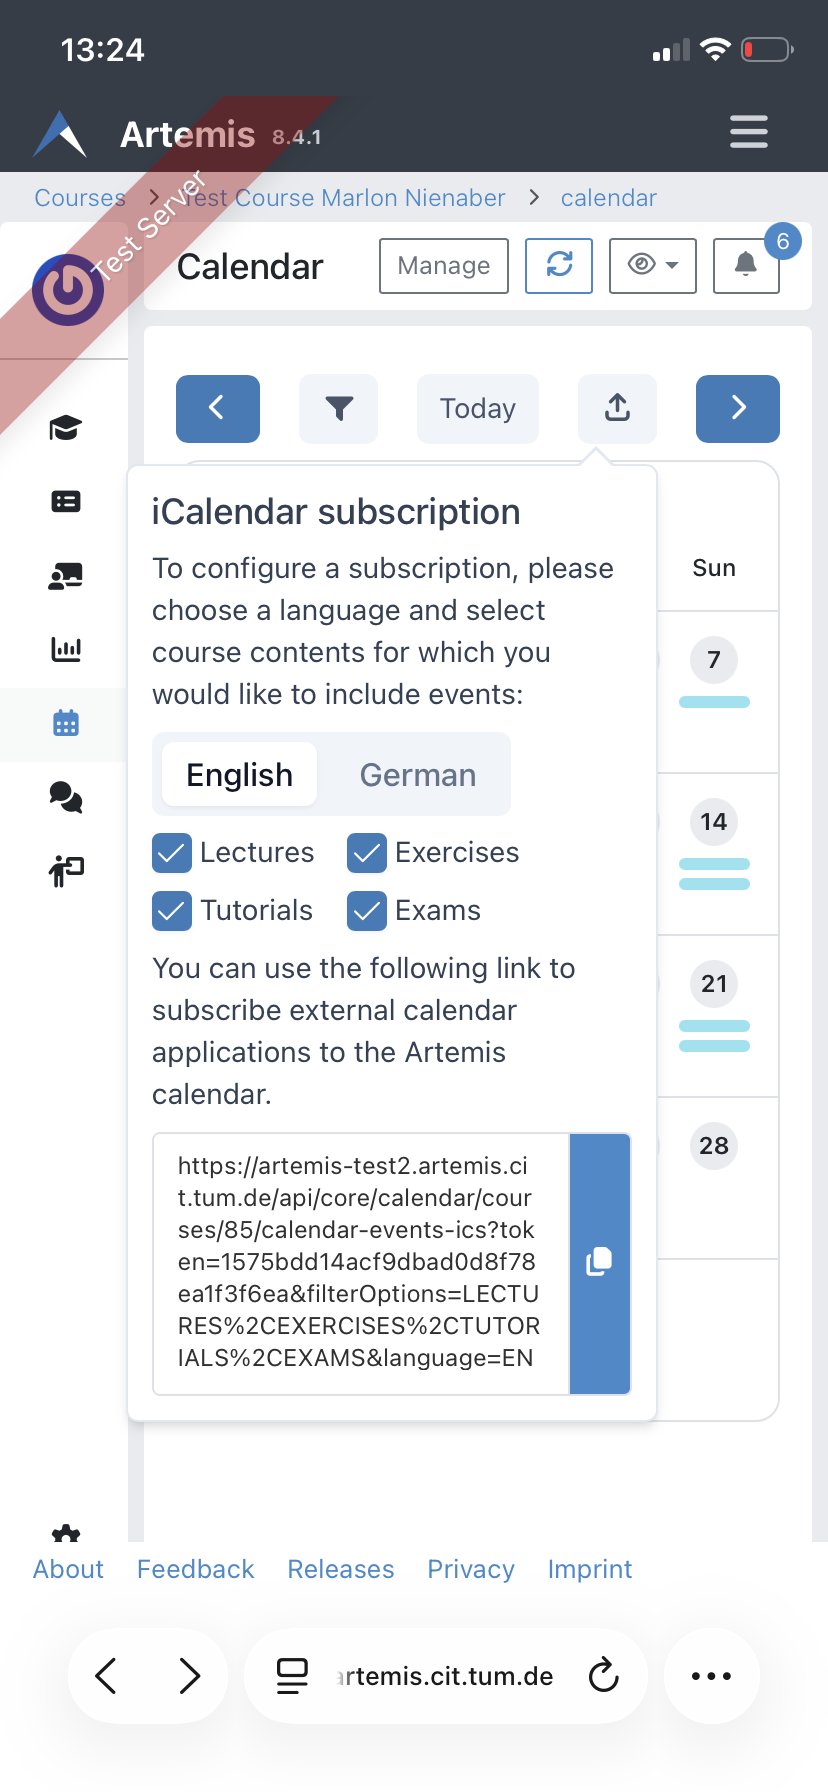 13:24
Artemis 8.4.1
Test Server
Courses > Test Course Marlon Nienaber > calendar
Calendar
Manage
6
Today
iCalendar subscription
To configure a subscription, please
choose a language and select
course contents for which you
would like to include events:
English German
Lectures Exercises
Tutorials Exams
You can use the following link to
subscribe external calendar
applications to the Artemis
calendar.
https://artemis-test2.artemis.ci
t.tum.de/api/core/calendar/cour
ses/85/calendar-events-ics?tok
en=1575bdd14acf9dbad0d8f78
ea1f3f6ea&filterOptions=LECTU
RES%2CEXERCISES%2CTUTOR
IALS%2CEXAMS&language=EN
Sun
7
14
21
28
About Feedback Releases Privacy Imprint
artemis.cit.tum.de